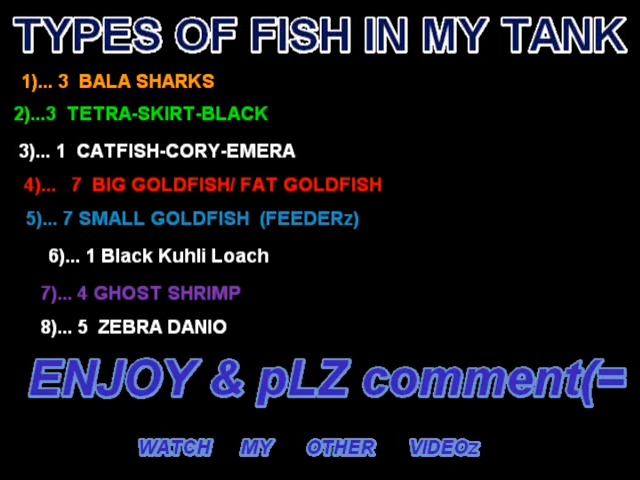 TYPES OF FISH IN MY TANK
1)... 3 BALA SHARKS
2)...3 TETRA-SKIRT-BLACK
3)... 1 CATFISH-CORY-EMERA
4)... 7 BIG GOLDFISH/ FAT GOLDFISH
5)... 7 SMALL GOLDFISH (FEEDERz)
6)... 1 Black Kuhli Loach
7)... 4 GHOST SHRIMP
8)... 5 ZEBRA DANIO
ENJOY & pLZ comment(=
WATCH MY OTHER VIDEOz